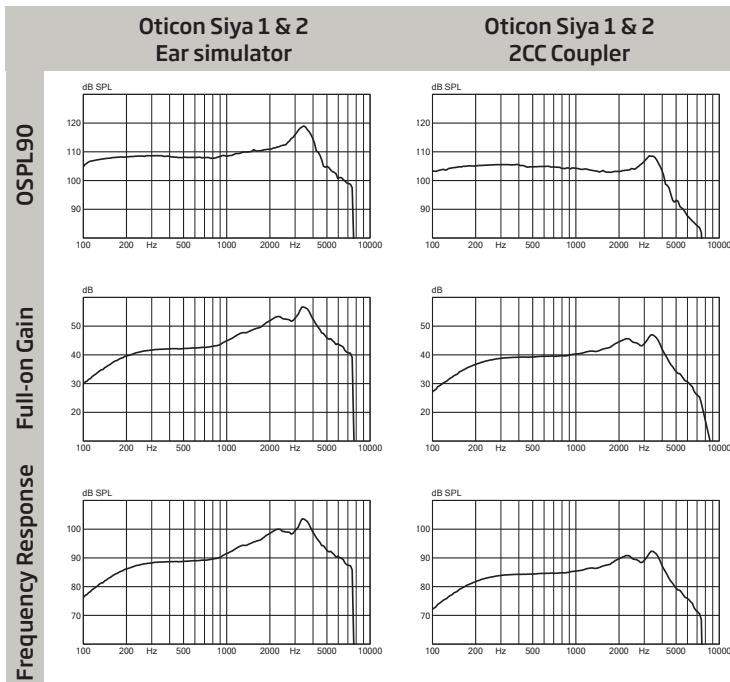 Oticon Siya 1 & 2
Ear simulator
Oticon Siya 1 & 2
2CC Coupler
OSPL90
dB SPL
120
110
100
90
100 200 Hz 500 1000 2000 Hz 5000 10000
dB SPL
120
110
100
90
100 200 Hz 500 1000 2000 Hz 5000 10000
Full-on Gain
dB
50
40
30
20
100 200 Hz 500 1000 2000 Hz 5000 10000
dB
50
40
30
20
100 200 Hz 500 1000 2000 Hz 5000 10000
Frequency Response
dB SPL
100
90
80
70
100 200 Hz 500 1000 2000 Hz 5000 10000
dB SPL
100
90
80
70
100 200 Hz 500 1000 2000 Hz 5000 10000